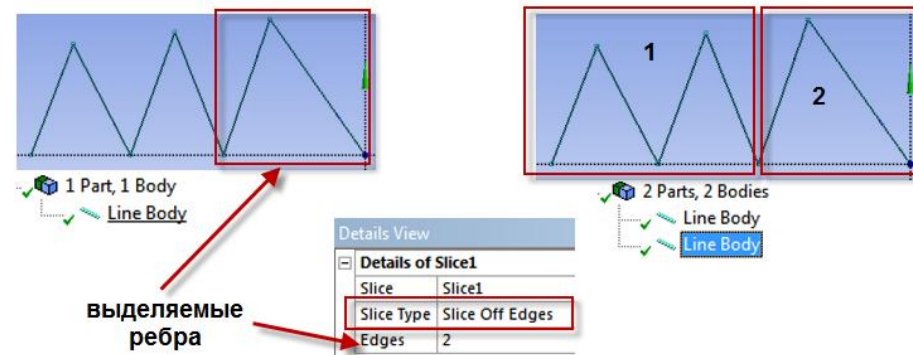 1
2
1 Part, 1 Body
Line Body
2 Parts, 2 Bodies
Line Body
Line Body
выделяемые
ребра
Details View
Details of Slice1
Slice Slice1
Slice Type Slice Off Edges
Edges 2